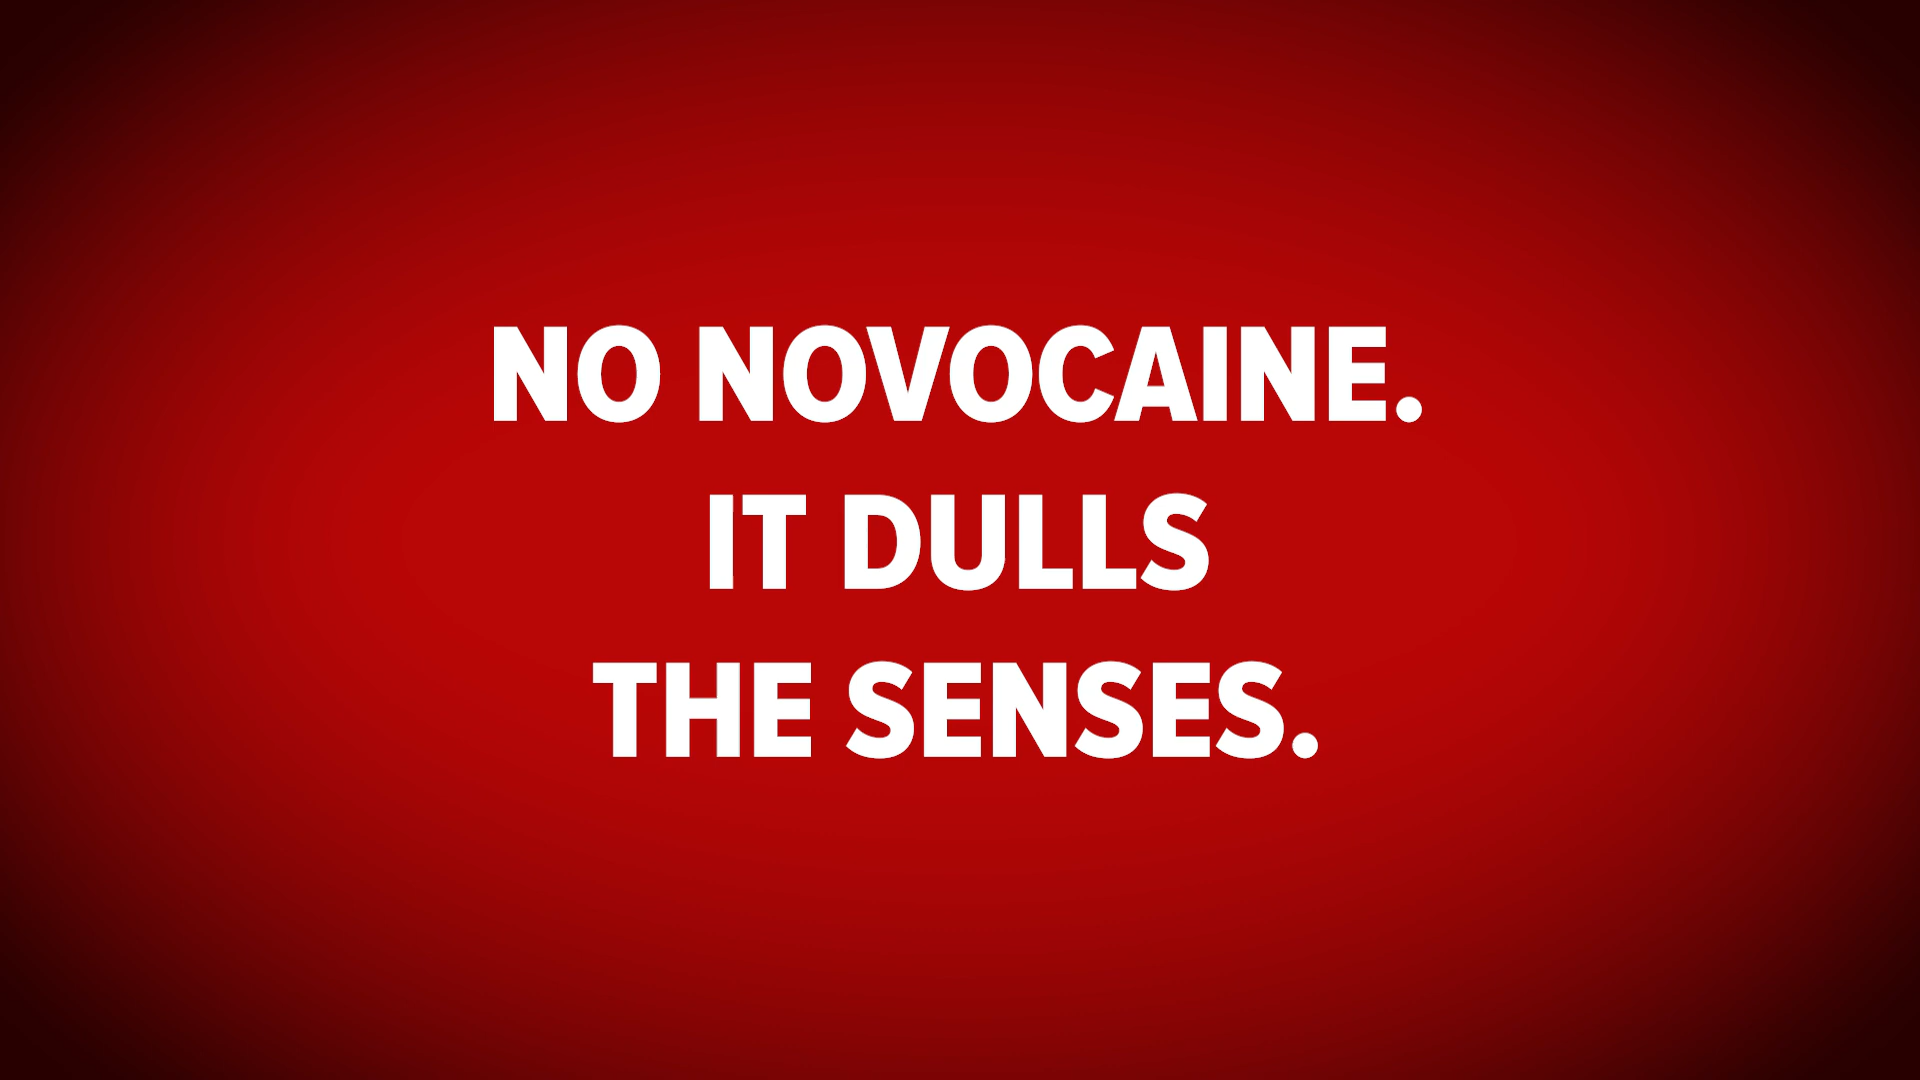 NO NOVOCAINE.
IT DULLS
THE SENSES.